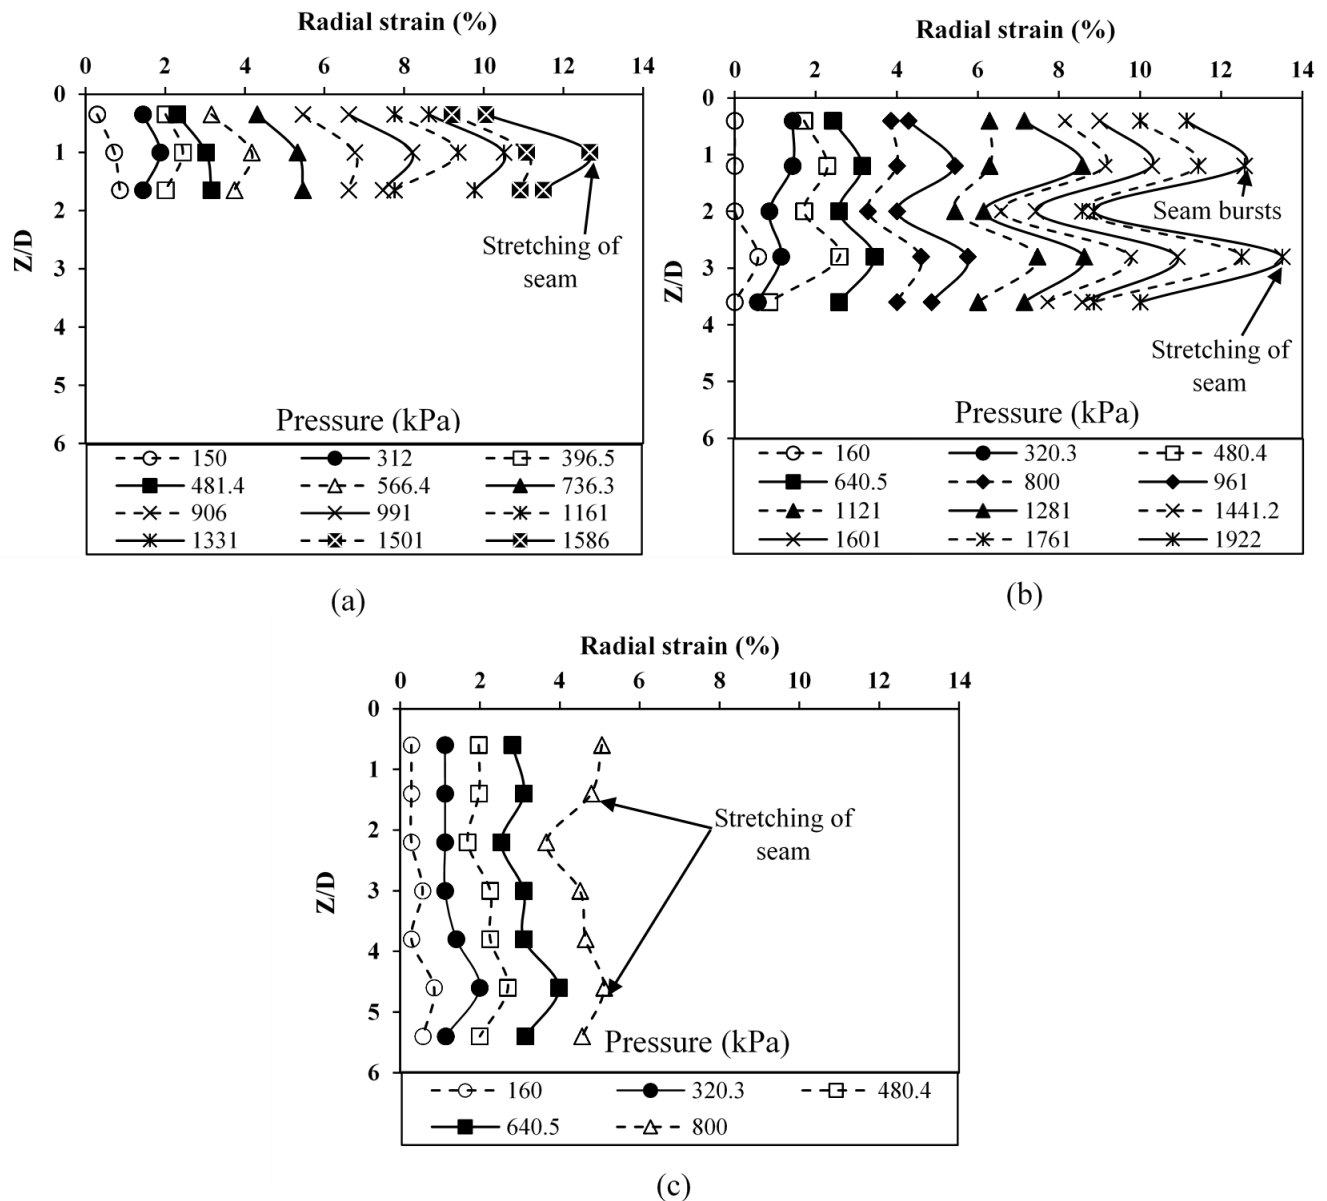 (a)
Radial strain (%)
0 2 4 6 8 10 12 14
0
1
2
3
4
5
6
Z/D
Stretching of
seam
Pressure (kPa)
150 312 396.5
481.4 566.4 736.3
906 991 1161
1331 1501 1586
(a)
(b)
Radial strain (%)
0 2 4 6 8 10 12 14
0
1
2
3
4
5
6
Z/D
Seam bursts
Stretching of
seam
Pressure (kPa)
160 320.3 480.4
640.5 800 961
1121 1281 1441.2
1601 1761 1922
(b)
Radial strain (%)
0 2 4 6 8 10 12 14
0
1
2
3
4
5
6
Z/D
Stretching of
seam
Pressure (kPa)
160 320.3 480.4
640.5 800
(c)